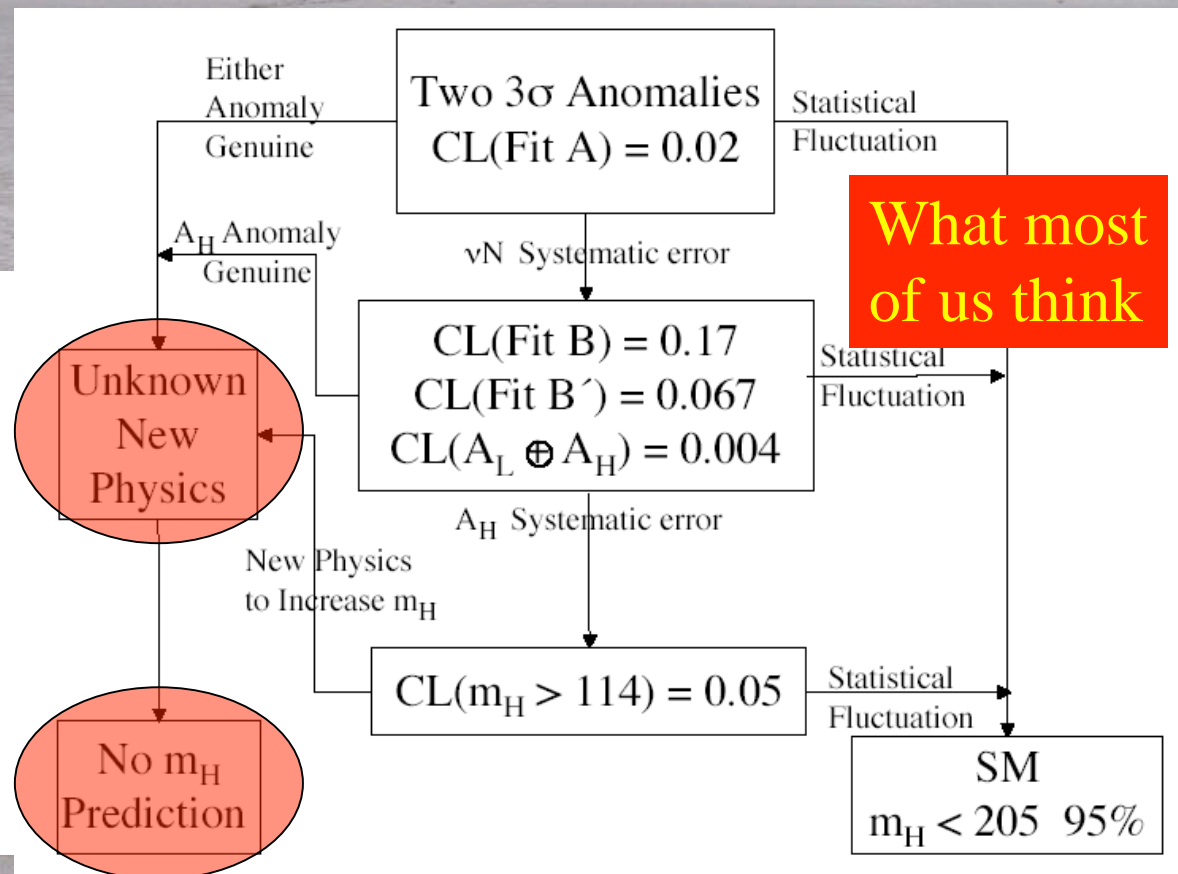 Either
Anomaly
Genuine
Two 3σ Anomalies
CL(Fit A) = 0.02
Statistical
Fluctuation
What most
of us think
A_H Anomaly
Genuine
νN Systematic error
CL(Fit B) = 0.17
CL(Fit B´) = 0.067
CL(A_L ⊕ A_H) = 0.004
Statistical
Fluctuation
Unknown
New
Physics
A_H Systematic error
New Physics
to Increase m_H
CL(m_H > 114) = 0.05
Statistical
Fluctuation
No m_H
Prediction
SM
m_H < 205 95%